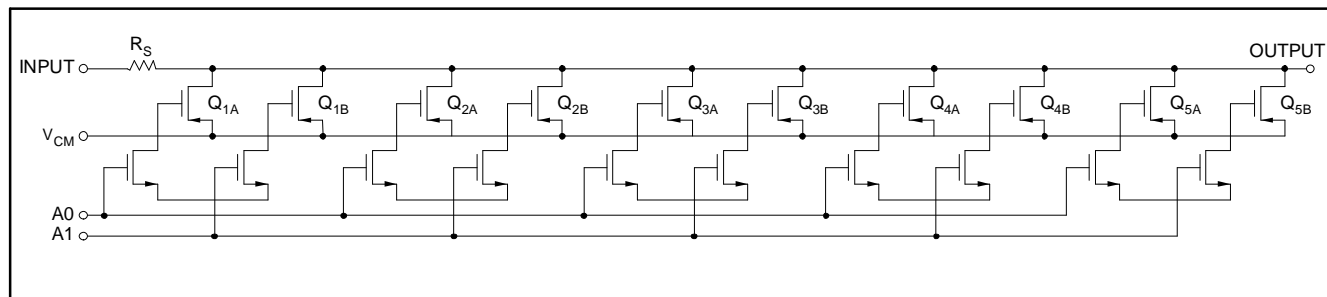 R_S
INPUT
OUTPUT
Q_1A Q_1B Q_2A Q_2B Q_3A Q_3B Q_4A Q_4B Q_5A Q_5B
V_CM
A0
A1